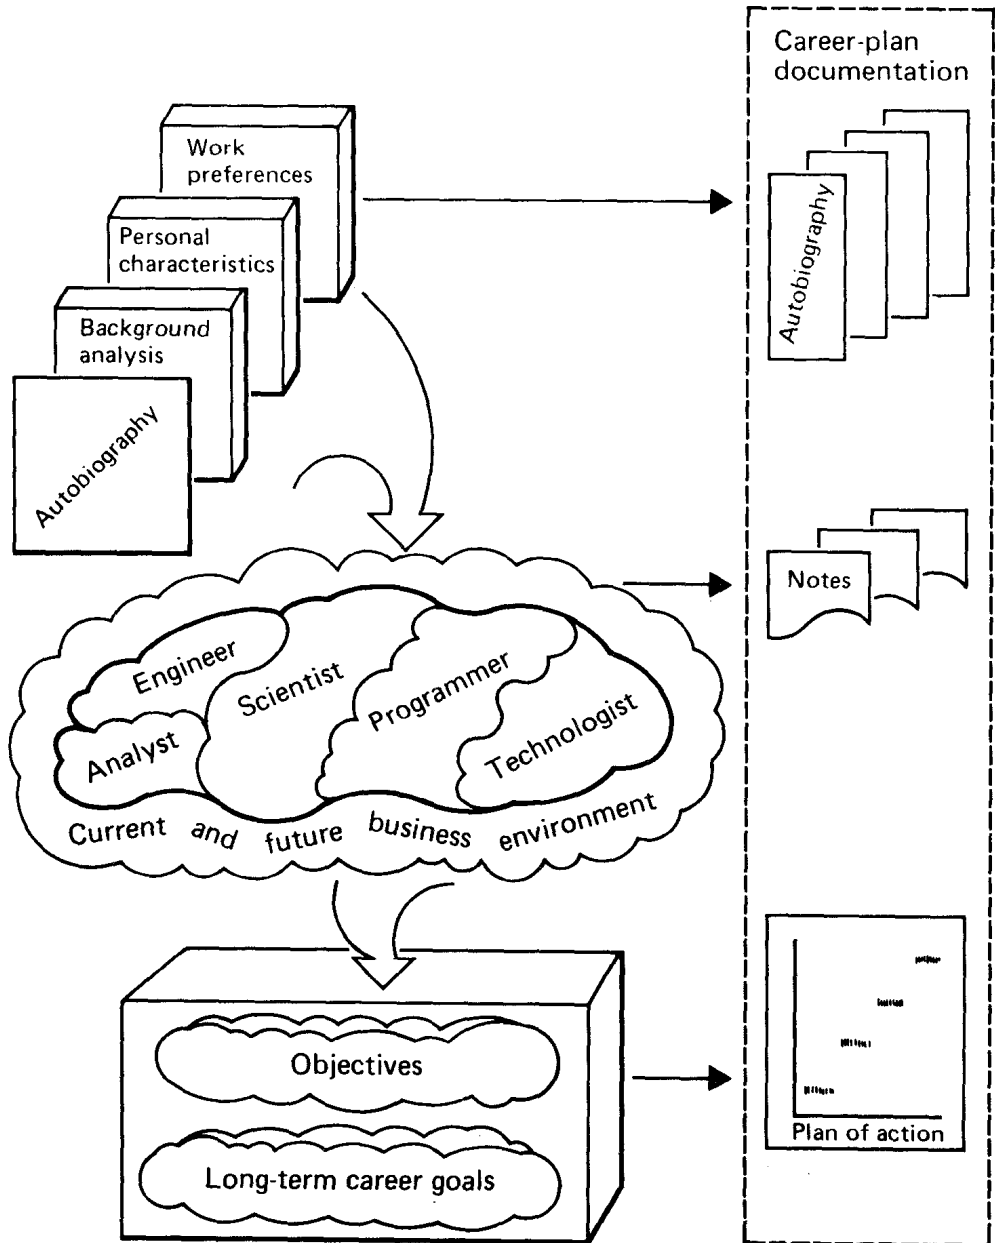 Career-plan
documentation
Work
preferences
Personal
characteristics
Background
analysis
Autobiography
Autobiography
Notes
Engineer
Scientist
Programmer
Technologist
Analyst
Current and future business environment
Objectives
Long-term career goals
Plan of action